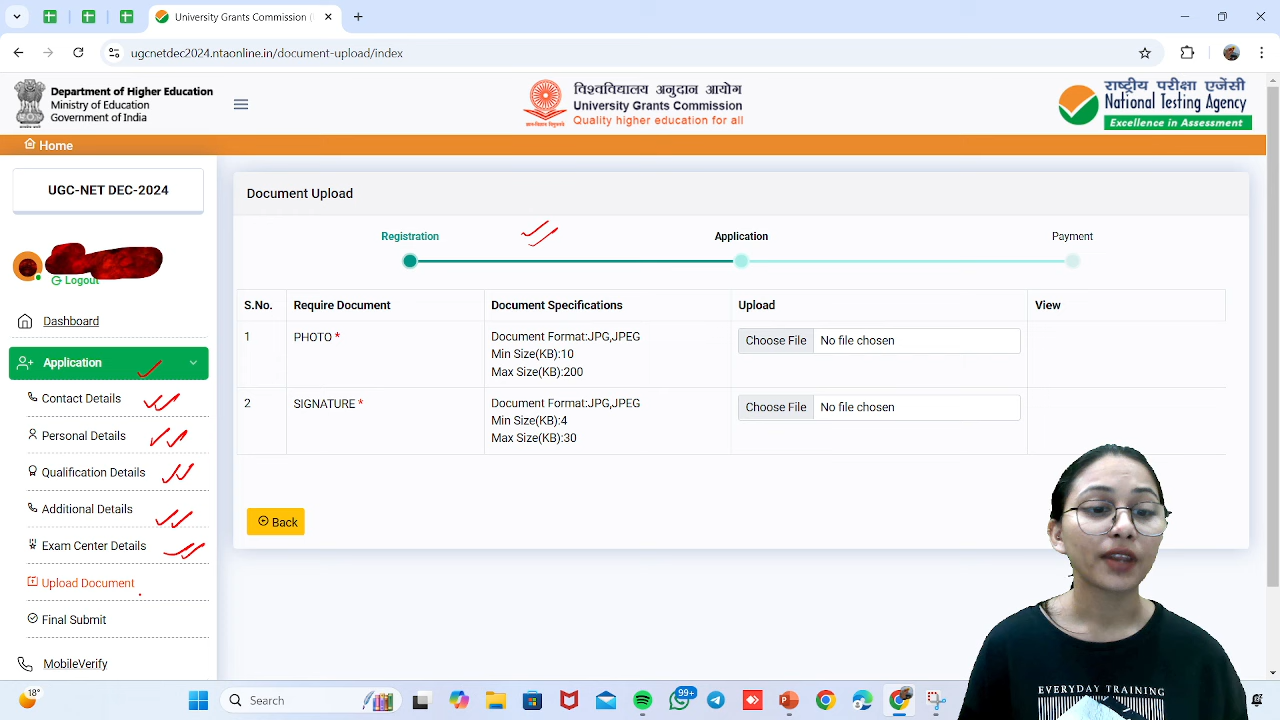 University Grants Commission (
ugcnetdec2024.ntaonline.in/document-upload/index
Department of Higher Education
Ministry of Education
Government of India
विश्वविद्यालय अनुदान आयोग
University Grants Commission
Quality higher education for all
राष्ट्रीय परीक्षा एजेंसी
National Testing Agency
Excellence in Assessment
Home
UGC-NET DEC-2024
Logout
Dashboard
Application
Contact Details
Personal Details
Qualification Details
Additional Details
Exam Center Details
Upload Document
Final Submit
MobileVerify
Document Upload
Registration Application Payment
S.No. Require Document Document Specifications Upload View
1 PHOTO * Document Format:JPG,JPEG Choose File No file chosen
Min Size(KB):10
Max Size(KB):200
2 SIGNATURE * Document Format:JPG,JPEG Choose File No file chosen
Min Size(KB):4
Max Size(KB):30
Back
EVERYDAY TRAINING
18°
Search
99+